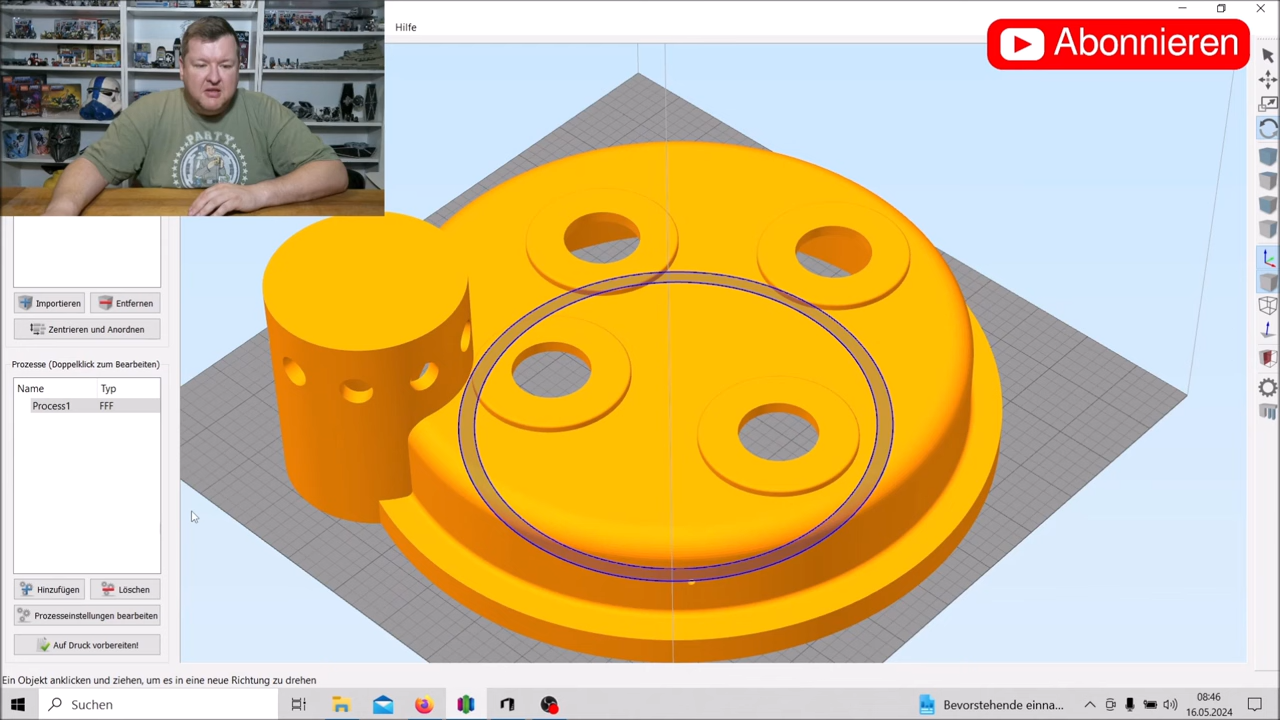 Hilfe
Abonnieren
PARTY
Importieren
Entfernen
Zentrieren und Anordnen
Prozesse (Doppelklick zum Bearbeiten)
Name
Typ
Process1
FFF
Hinzufügen
Löschen
Prozesseinstellungen bearbeiten
Auf Druck vorbereiten!
Ein Objekt anklicken und ziehen, um es in eine neue Richtung zu drehen
Suchen
Bevorstehende einna...
08:46
16.05.2024